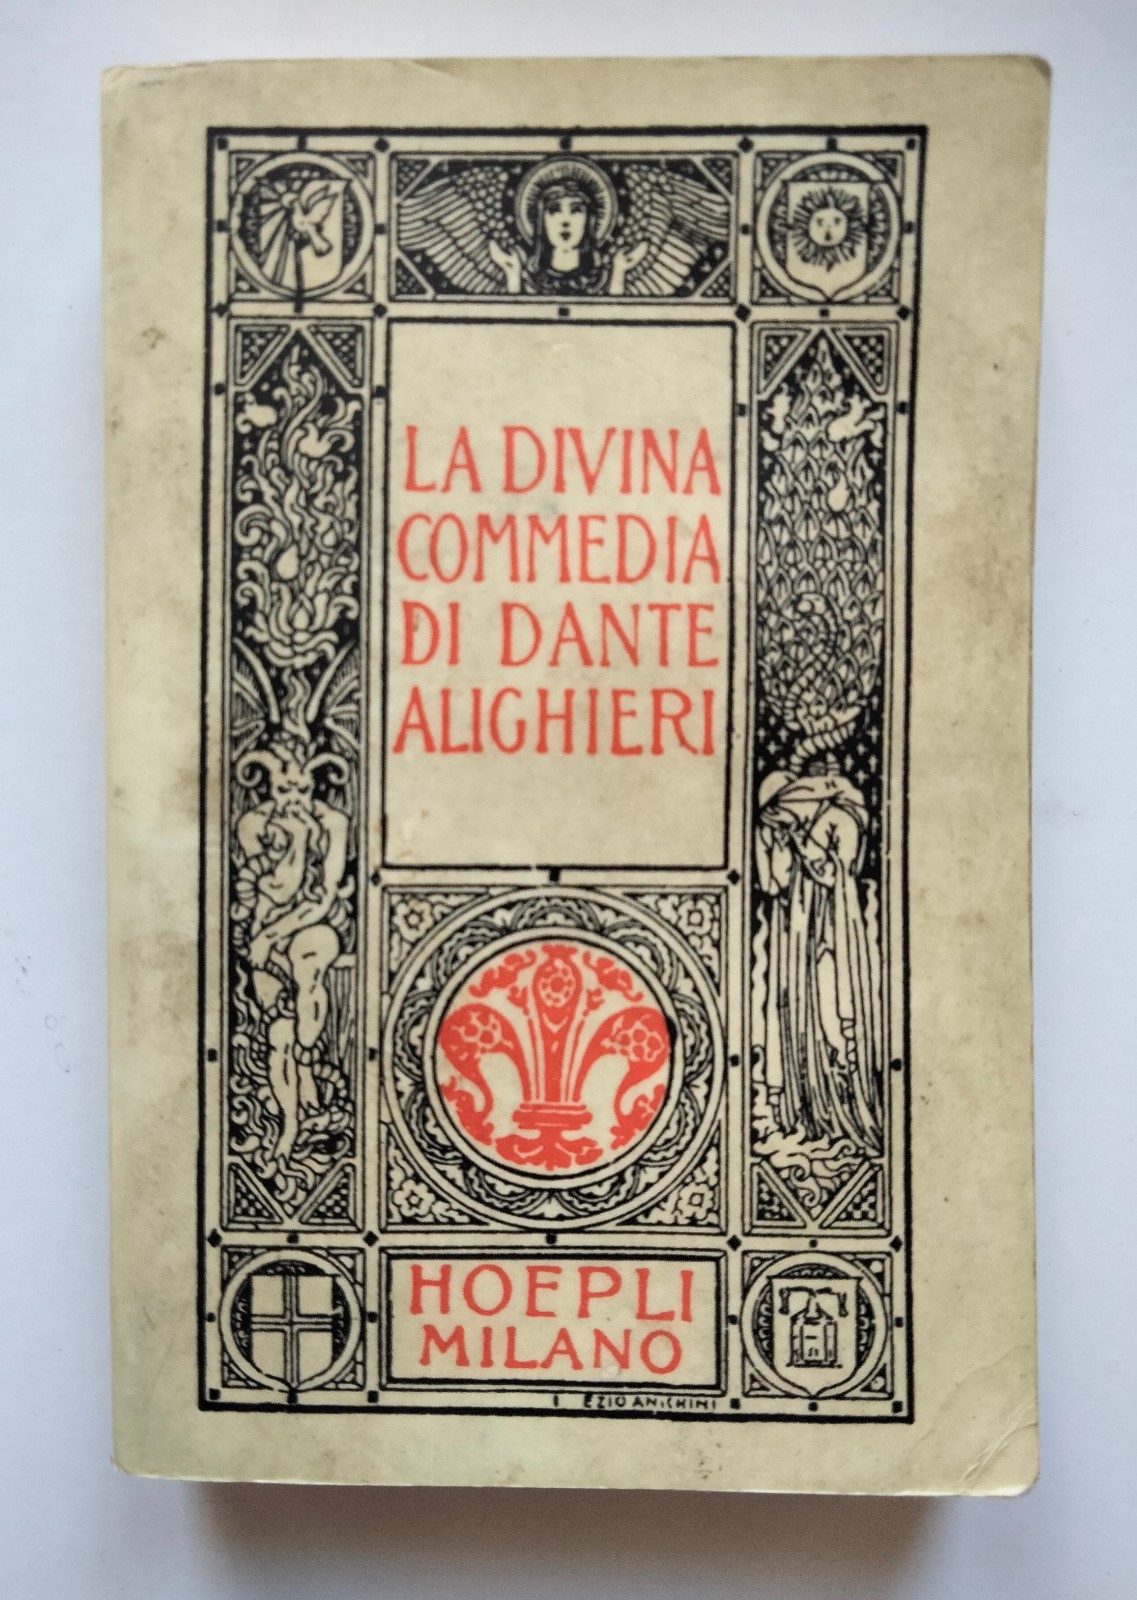 LA DIVINA
COMMEDIA
DI DANTE
ALIGHIERI
HOEPLI
MILANO
EZIO ANICHINI